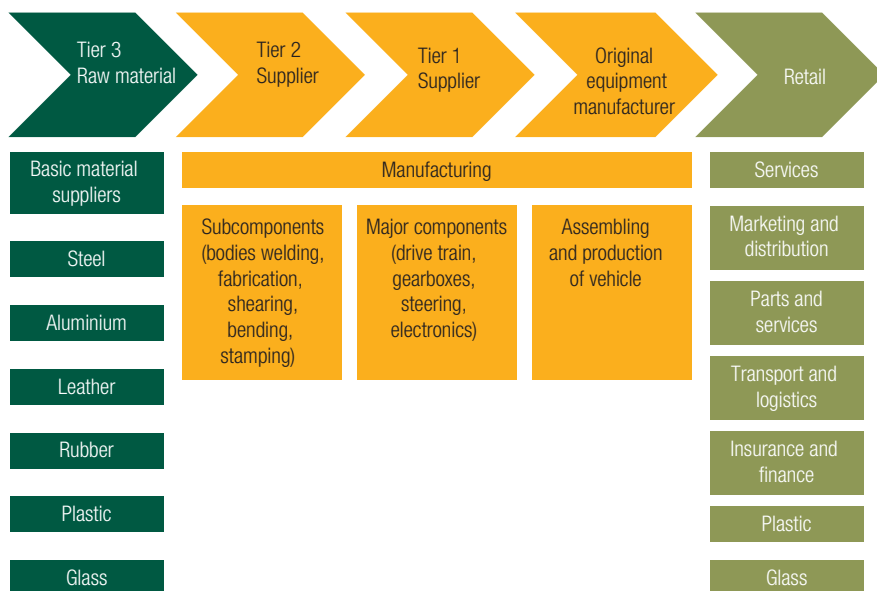 Tier 3
Raw material
Tier 2
Supplier
Tier 1
Supplier
Original
equipment
manufacturer
Retail
Basic material
suppliers
Steel
Aluminium
Leather
Rubber
Plastic
Glass
Manufacturing
Subcomponents
(bodies welding,
fabrication,
shearing,
bending,
stamping)
Major components
(drive train,
gearboxes,
steering,
electronics)
Assembling
and production
of vehicle
Services
Marketing and
distribution
Parts and
services
Transport and
logistics
Insurance and
finance
Plastic
Glass